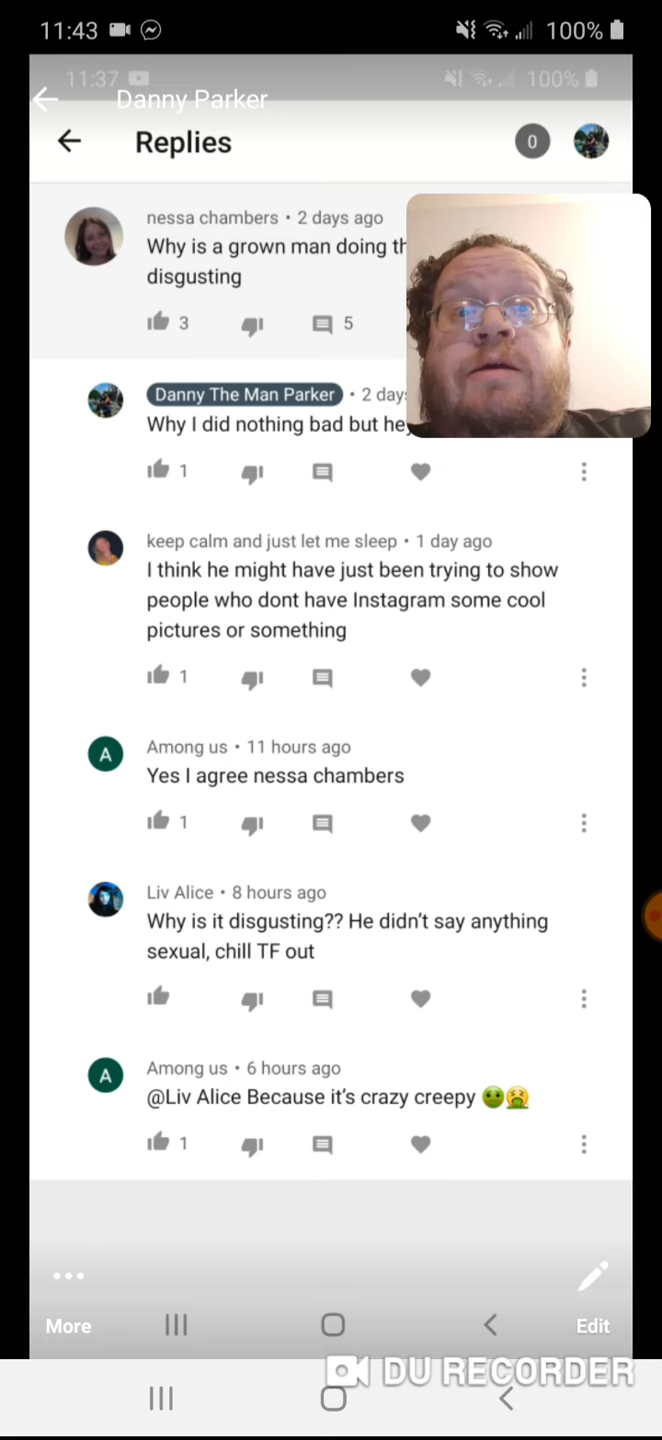 11:43 100%
11:37 100%
Danny Parker
Replies 0
nessa chambers • 2 days ago
Why is a grown man doing th
disgusting
3 5
Danny The Man Parker • 2 day
Why I did nothing bad but he
1
keep calm and just let me sleep • 1 day ago
I think he might have just been trying to show
people who dont have Instagram some cool
pictures or something
1
A Among us • 11 hours ago
Yes I agree nessa chambers
1
Liv Alice • 8 hours ago
Why is it disgusting?? He didn't say anything
sexual, chill TF out
A Among us • 6 hours ago
@Liv Alice Because it's crazy creepy 🤢🤮
1
More Edit
DU RECORDER